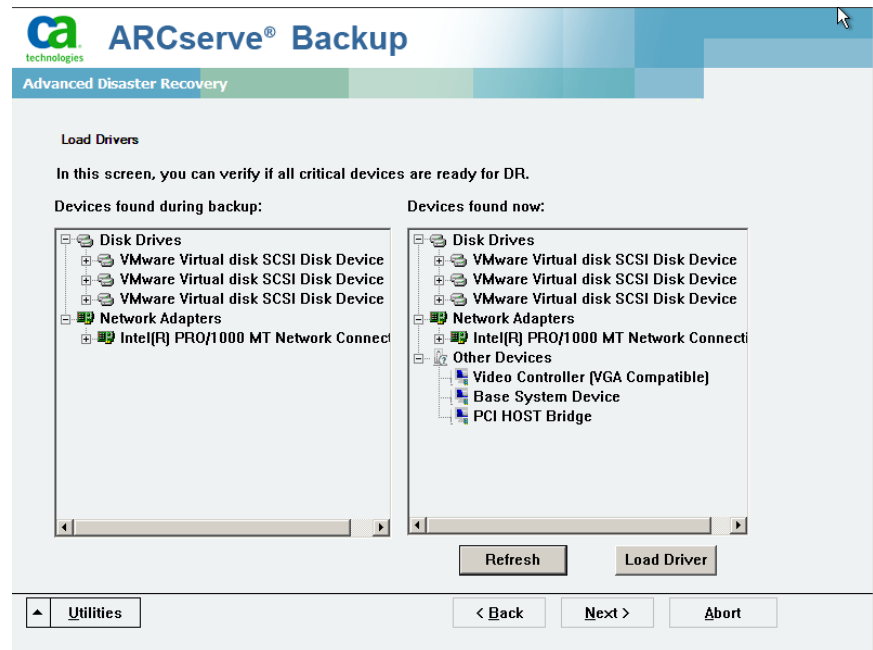 ca
technologies
ARCserve® Backup
Advanced Disaster Recovery
Load Drivers
In this screen, you can verify if all critical devices are ready for DR.
Devices found during backup:
Disk Drives
VMware Virtual disk SCSI Disk Device
VMware Virtual disk SCSI Disk Device
VMware Virtual disk SCSI Disk Device
Network Adapters
Intel(R) PRO/1000 MT Network Connect
Devices found now:
Disk Drives
VMware Virtual disk SCSI Disk Device
VMware Virtual disk SCSI Disk Device
VMware Virtual disk SCSI Disk Device
Network Adapters
Intel(R) PRO/1000 MT Network Connecti
Other Devices
Video Controller (VGA Compatible)
Base System Device
PCI HOST Bridge
Refresh
Load Driver
Utilities
< Back
Next >
Abort